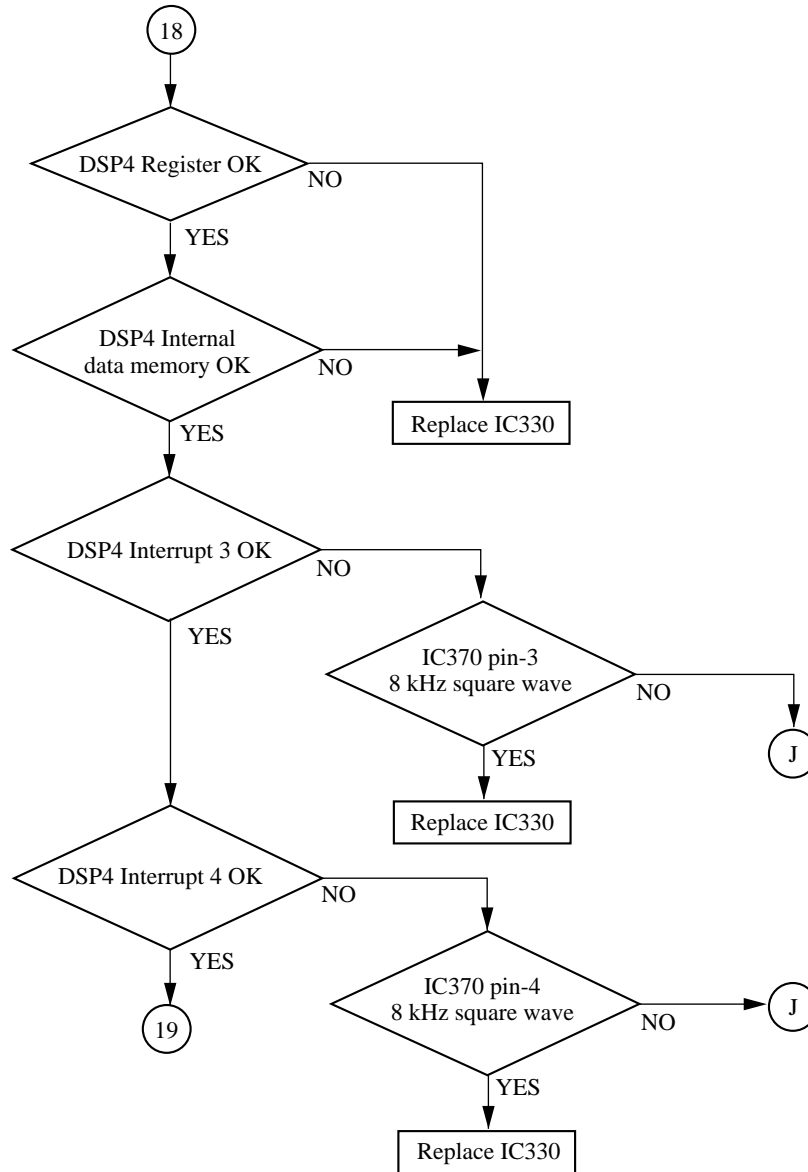 18
DSP4 Register OK
NO
YES
DSP4 Internal
data memory OK
NO
YES
Replace IC330
DSP4 Interrupt 3 OK
NO
YES
IC370 pin-3
8 kHz square wave
NO
YES
J
Replace IC330
DSP4 Interrupt 4 OK
NO
YES
IC370 pin-4
8 kHz square wave
NO
J
19
YES
Replace IC330